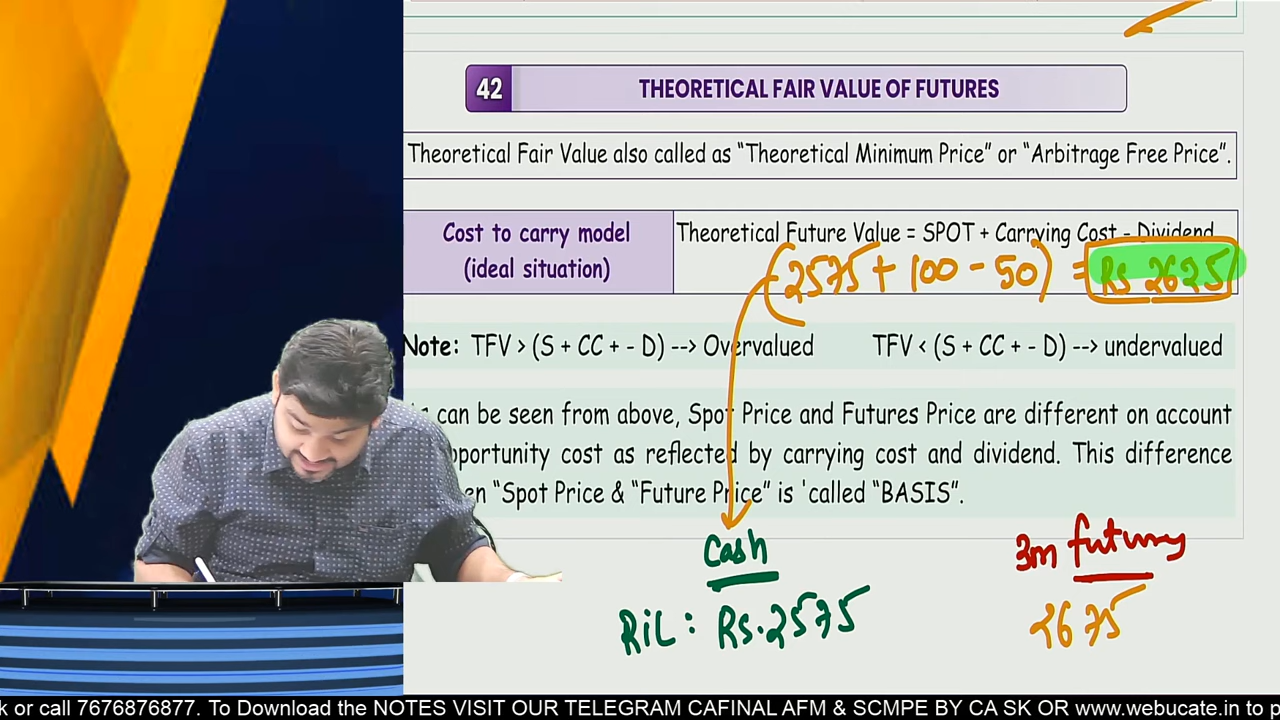 42
THEORETICAL FAIR VALUE OF FUTURES
Theoretical Fair Value also called as “Theoretical Minimum Price” or “Arbitrage Free Price”.
Cost to carry model
(ideal situation)
Theoretical Future Value = SPOT + Carrying Cost - Dividend
(2575 + 100 - 50) = Rs 2625
Note: TFV > (S + CC + - D) --> Overvalued TFV < (S + CC + - D) --> undervalued
can be seen from above, Spot Price and Futures Price are different on account
opportunity cost as reflected by carrying cost and dividend. This difference
en “Spot Price & “Future Price” is 'called “BASIS”.
Cash
3m futures
RiL : Rs. 2575
2675
k or call 7676876877. To Download the NOTES VISIT OUR TELEGRAM CAFINAL AFM & SCMPE BY CA SK OR www.webucate.in to p